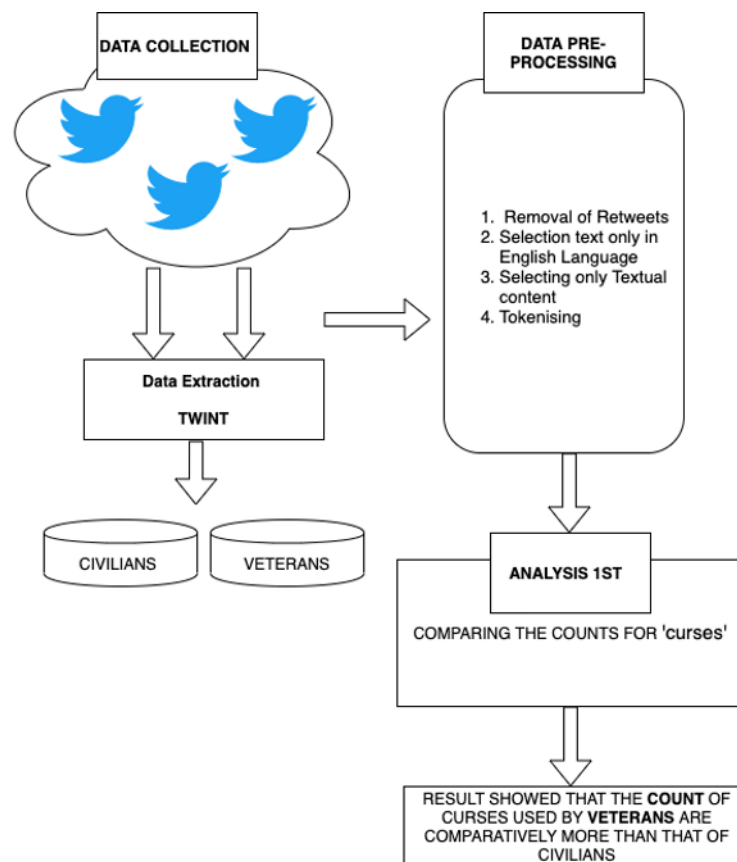 DATA COLLECTION
Data Extraction
TWINT
CIVILIANS
VETERANS
DATA PRE-
PROCESSING
1. Removal of Retweets
2. Selection text only in
English Language
3. Selecting only Textual
content
4. Tokenising
ANALYSIS 1ST
COMPARING THE COUNTS FOR 'curses'
RESULT SHOWED THAT THE COUNT OF
CURSES USED BY VETERANS ARE
COMPARATIVELY MORE THAN THAT OF
CIVILIANS